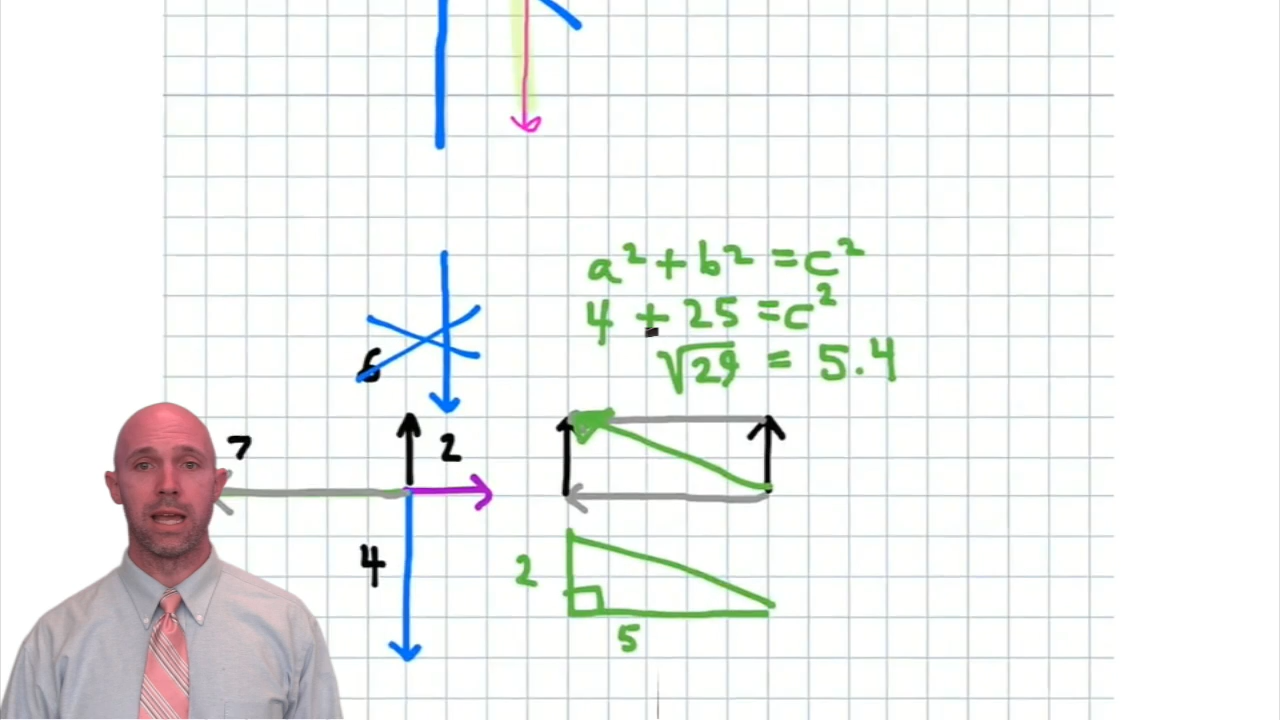 a² + b² = c²
4 + 25 = c²
√29 = 5.4
6
7
2
4
2
5